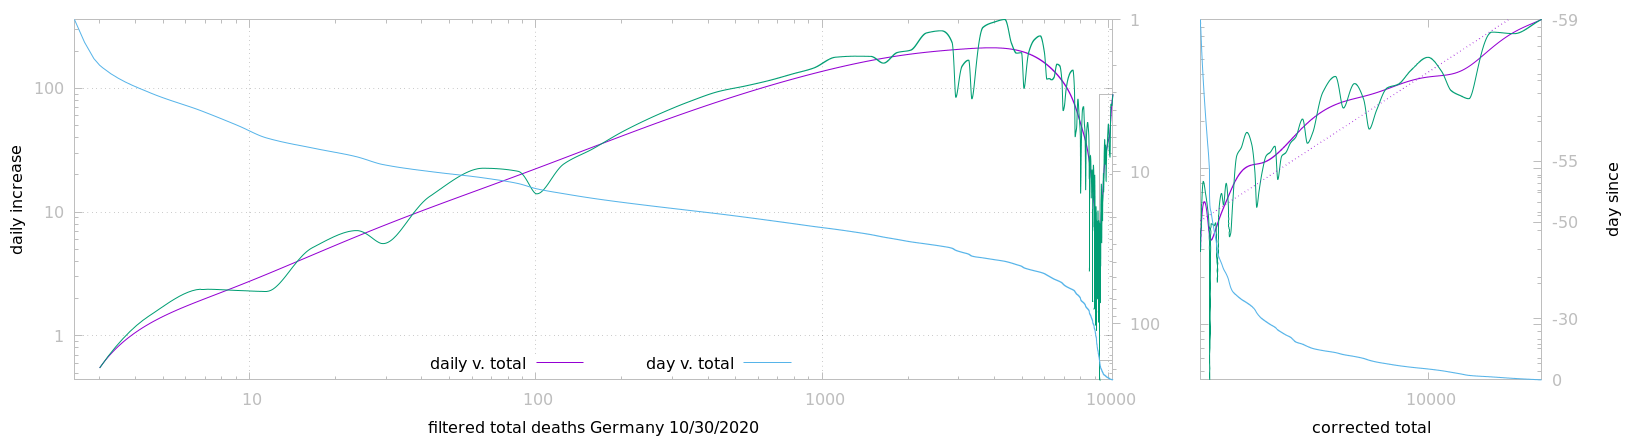 1
-59
100
10
-55
daily increase
10
-50
day since
100
-30
1
daily v. total
day v. total
0
10
100
1000
10000
10000
filtered total deaths Germany 10/30/2020
corrected total